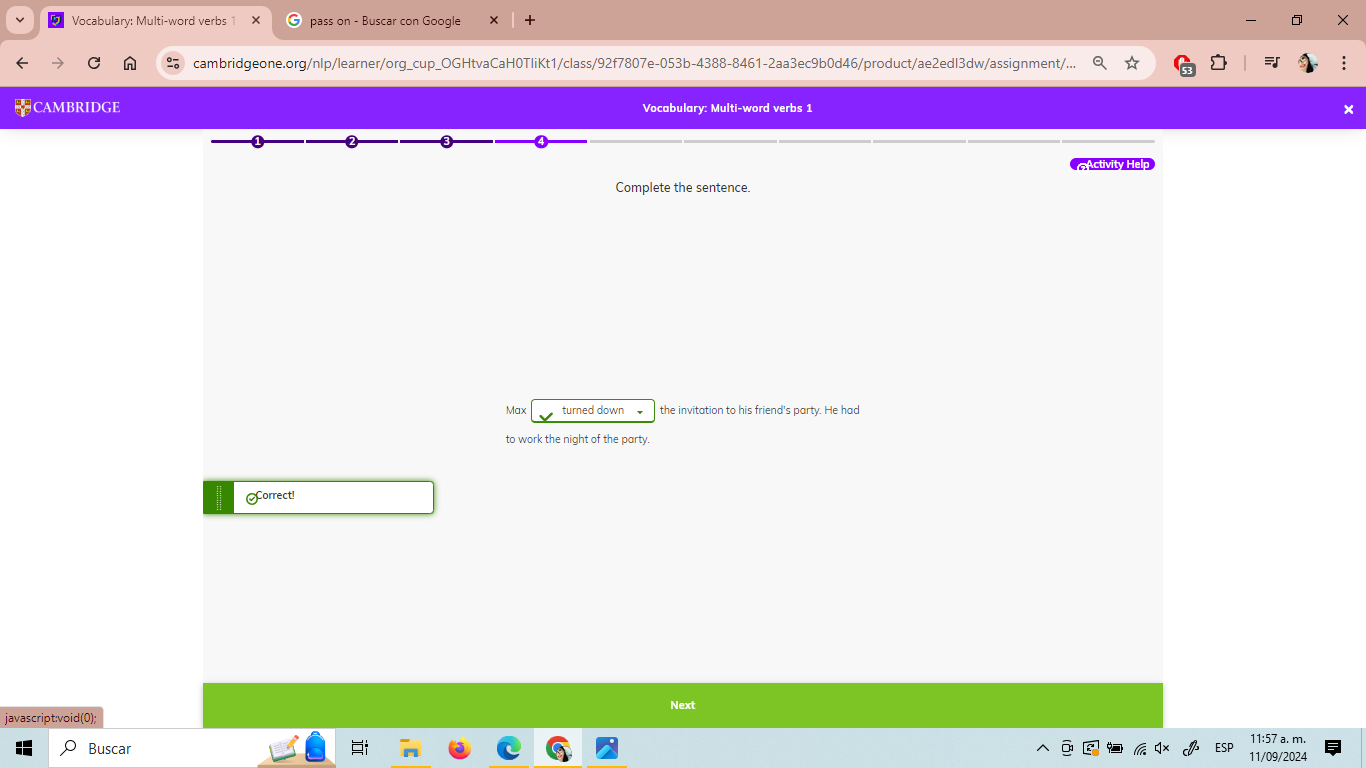 Vocabulary: Multi-word verbs 1
pass on - Buscar con Google
cambridgeone.org/nlp/learner/org_cup_OGHtvaCaH0TIiKt1/class/92f7807e-053b-4388-8461-2aa3ec9b0d46/product/ae2edl3dw/assignment/...
53
CAMBRIDGE
Vocabulary: Multi-word verbs 1
1 2 3 4
Activity Help
Complete the sentence.
Max turned down the invitation to his friend's party. He had
to work the night of the party.
Correct!
Next
javascript:void(0);
Buscar
ESP
11:57 a. m.
11/09/2024